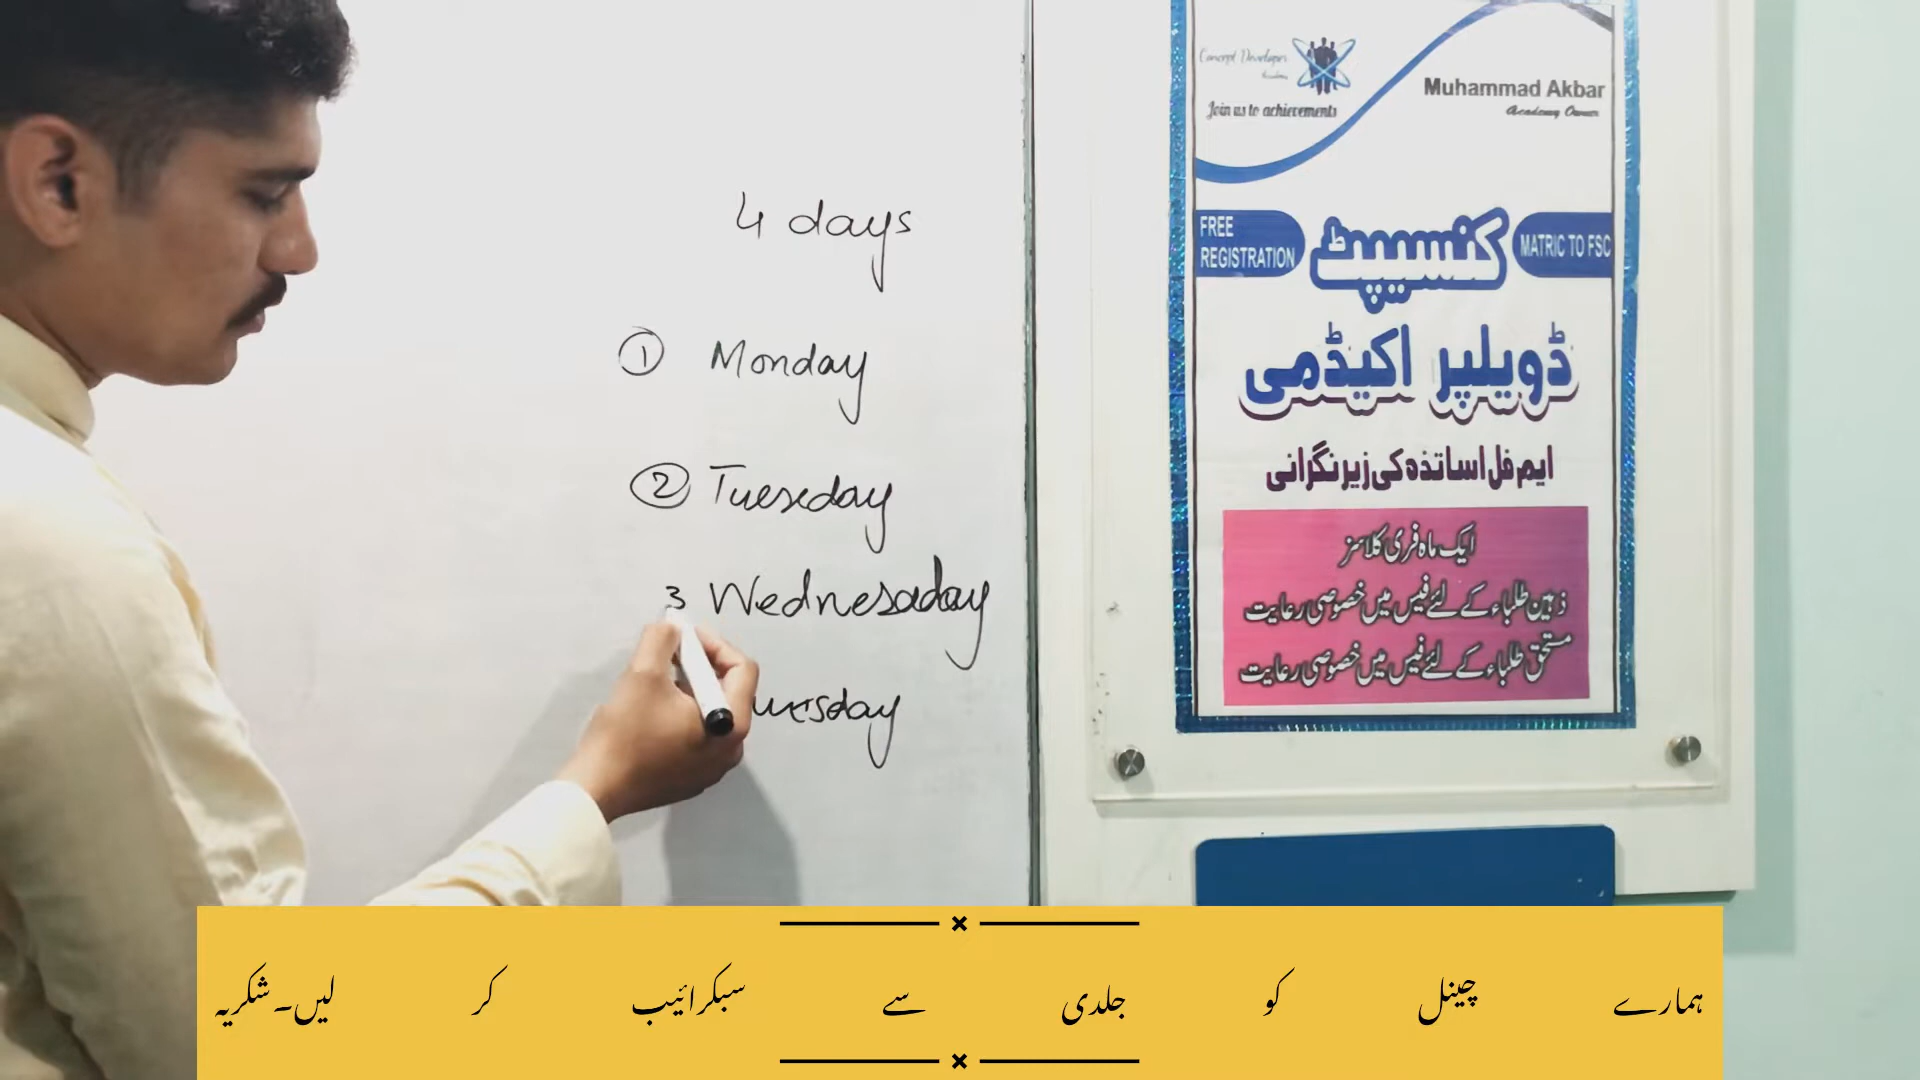 4 days
① Monday
② Tuesday
3 Wednesaday
uresday
Concept Developer
Academy
Join us to achievements
Muhammad Akbar
Academy Owner
FREE REGISTRATION
کنسیپٹ
MATRIC TO FSC
ڈویلپر اکیڈمی
ایم فل اساتذہ کی زیر نگرانی
ایک ماہ فری کلاسز
ذہین طلباء کے لئے فیس میں خصوصی رعایت
مستحق طلباء کے لئے فیس میں خصوصی رعایت
ہمارے چینل کو جلدی سے سبکرائیب کر لیں۔شکریہ